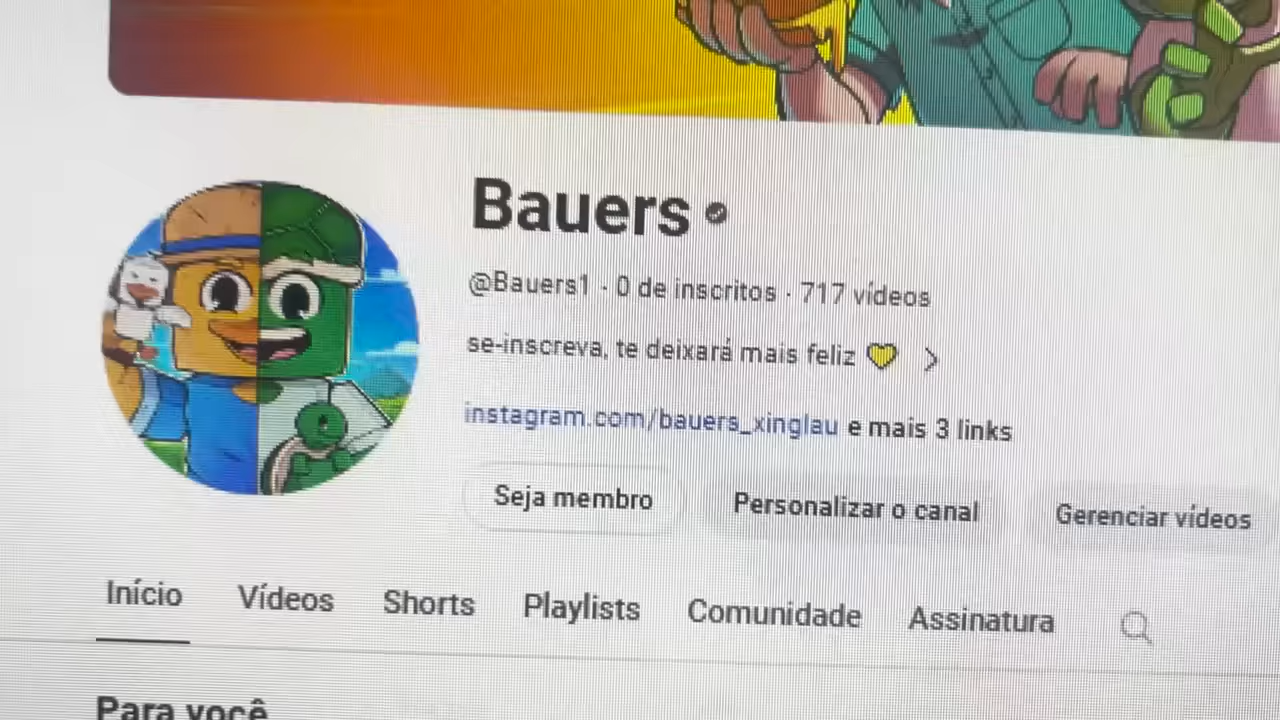 Bauers
@Bauers1 · 0 de inscritos · 717 vídeos
se-inscreva, te deixará mais feliz 💛 >
instagram.com/bauers_xinglau e mais 3 links
Seja membro Personalizar o canal Gerenciar vídeos
Início Vídeos Shorts Playlists Comunidade Assinatura
Para você